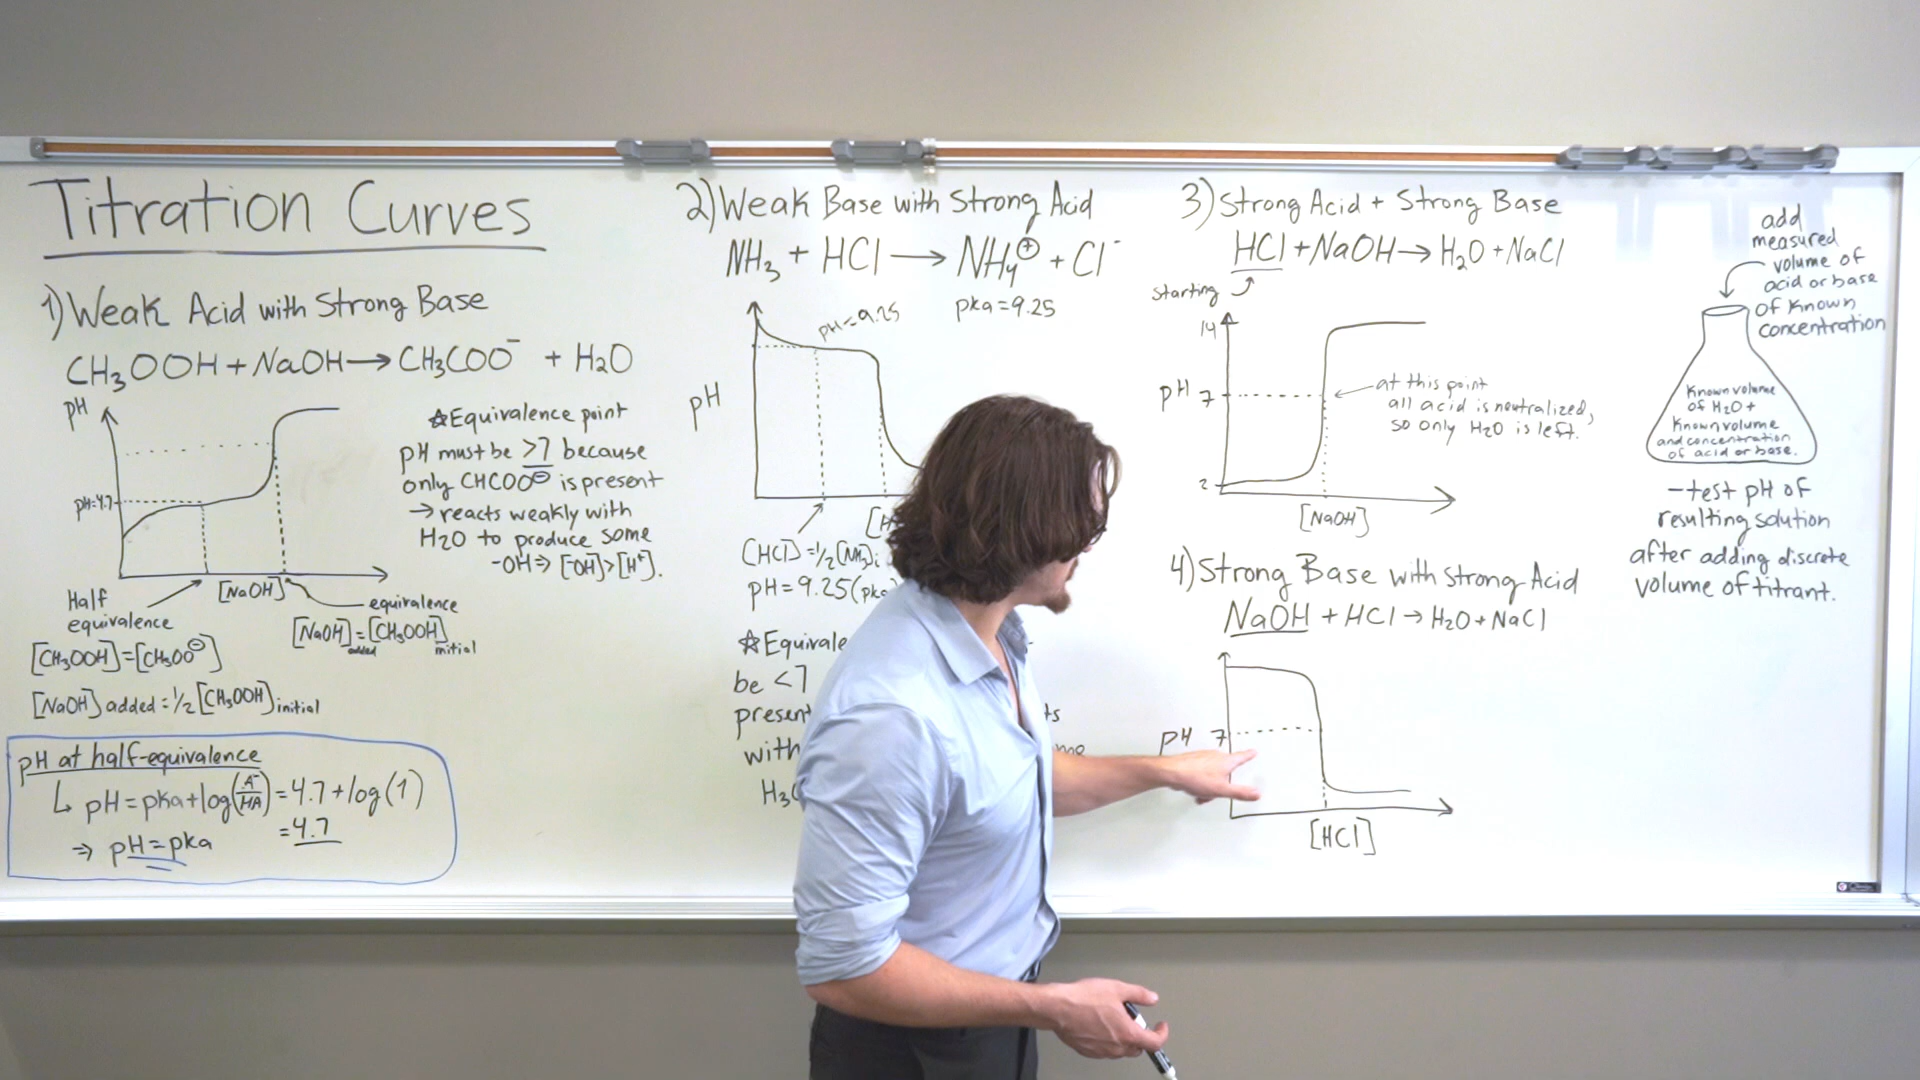 Titration Curves
1) Weak Acid with Strong Base
CH3OOH + NaOH → CH3COO⁻ + H2O
pH
pH=4.7
[NaOH]
Half
equivalence
[CH3OOH]=[CH3OO⊖]
[NaOH] added = 1/2 [CH3OOH] initial
equivalence
[NaOH] added = [CH3OOH] initial
☆Equivalence point
pH must be >7 because
only CHCOO⊖ is present
→ reacts weakly with
H2O to produce some
-OH ⇒ [⁻OH]>[H⁺].
pH at half-equivalence
↳ pH = pka + log(A⁻/HA) = 4.7 + log(1)
= 4.7
⇒ pH = pka
2) Weak Base with Strong Acid
NH3 + HCl → NH4⊕ + Cl⁻
pka = 9.25
pH = 9.25
pH
[HCl] = 1/2 [NH3]i
pH = 9.25 (pka
☆
be <7
present
with
3) Strong Acid + Strong Base
HCl + NaOH → H2O + NaCl
starting
14
pH 7
2
at this point
all acid is neutralized,
so only H2O is left.
[NaOH]
4) Strong Base with Strong Acid
NaOH + HCl → H2O + NaCl
pH 7
[HCl]
add
measured
volume of
acid or base
of known
concentration
Known volume
of H2O +
Known volume
and concentration
of acid or base.
- test pH of
resulting solution
after adding discrete
volume of titrant.